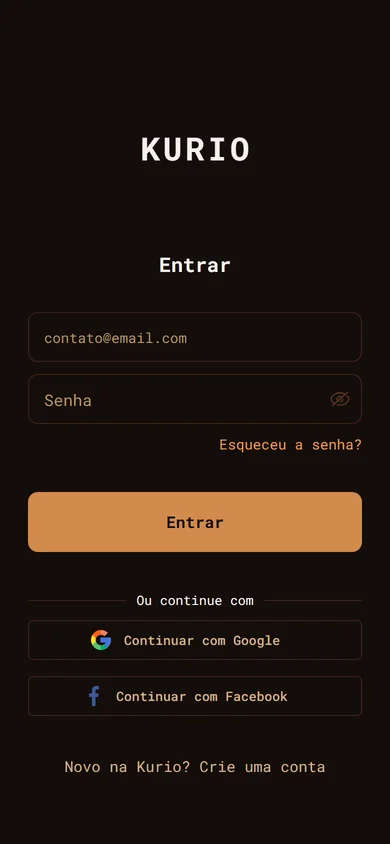 KURIO
Entrar
contato@email.com
Senha
Esqueceu a senha?
Entrar
Ou continue com
Continuar com Google
Continuar com Facebook
Novo na Kurio? Crie uma conta